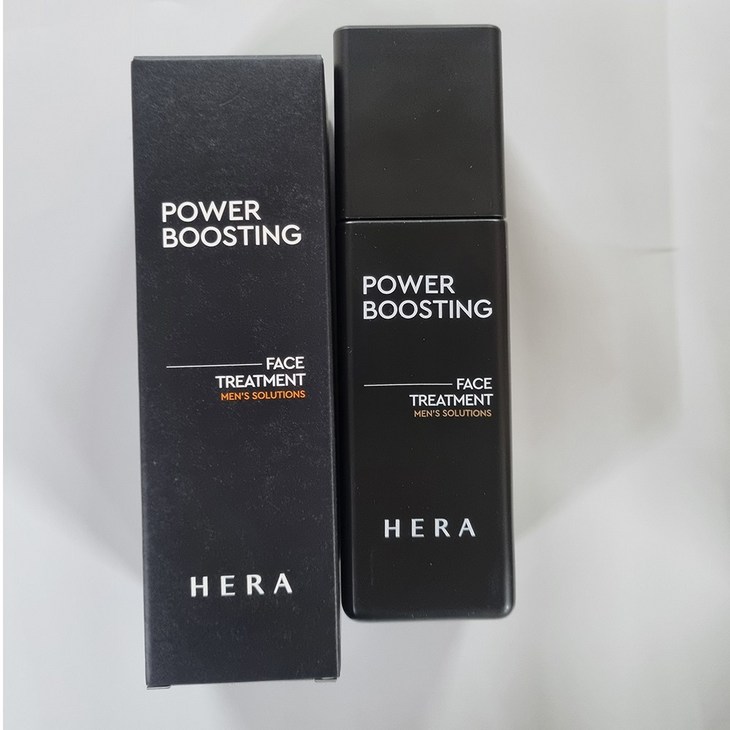 POWER
BOOSTING
FACE
TREATMENT
MEN'S SOLUTIONS
HERA
POWER
BOOSTING
FACE
TREATMENT
MEN'S SOLUTIONS
HERA